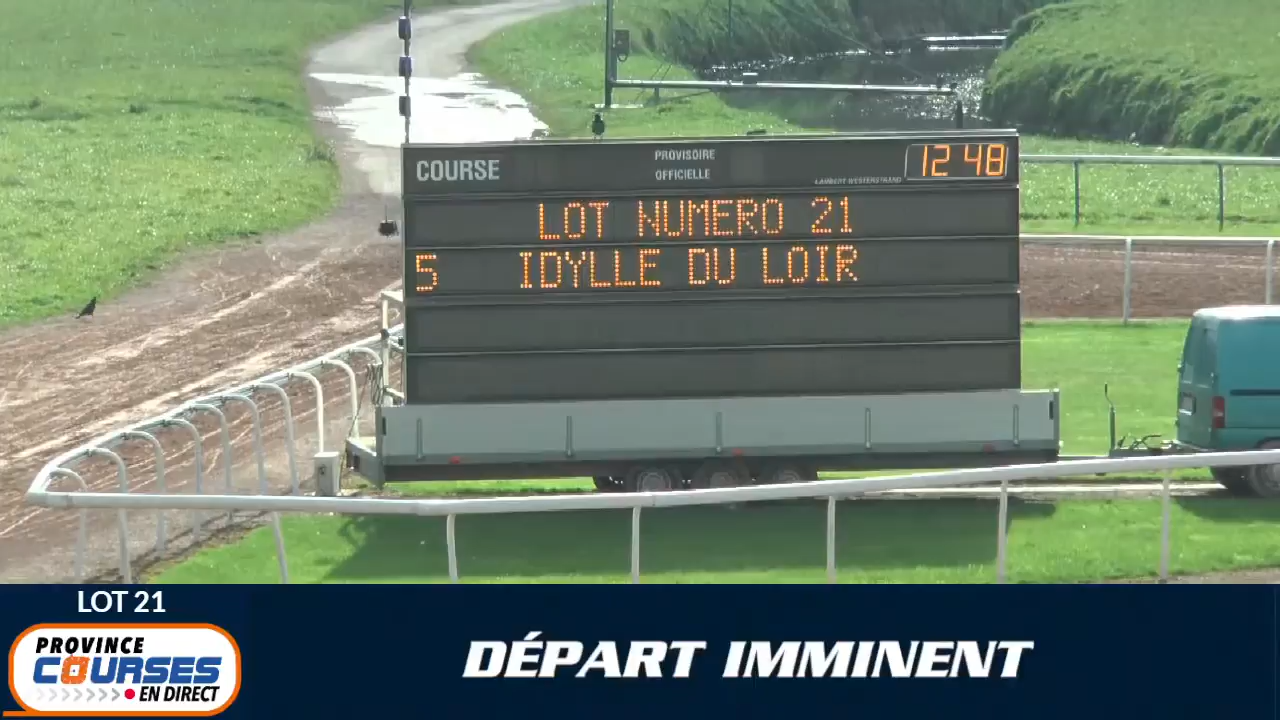 COURSE
PROVISOIRE
OFFICIELLE
LAMBERT WESTERSTRAND
12 48
LOT NUMERO 21
5 IDYLLE DU LOIR
LOT 21
PROVINCE
COURSES
EN DIRECT
DÉPART IMMINENT